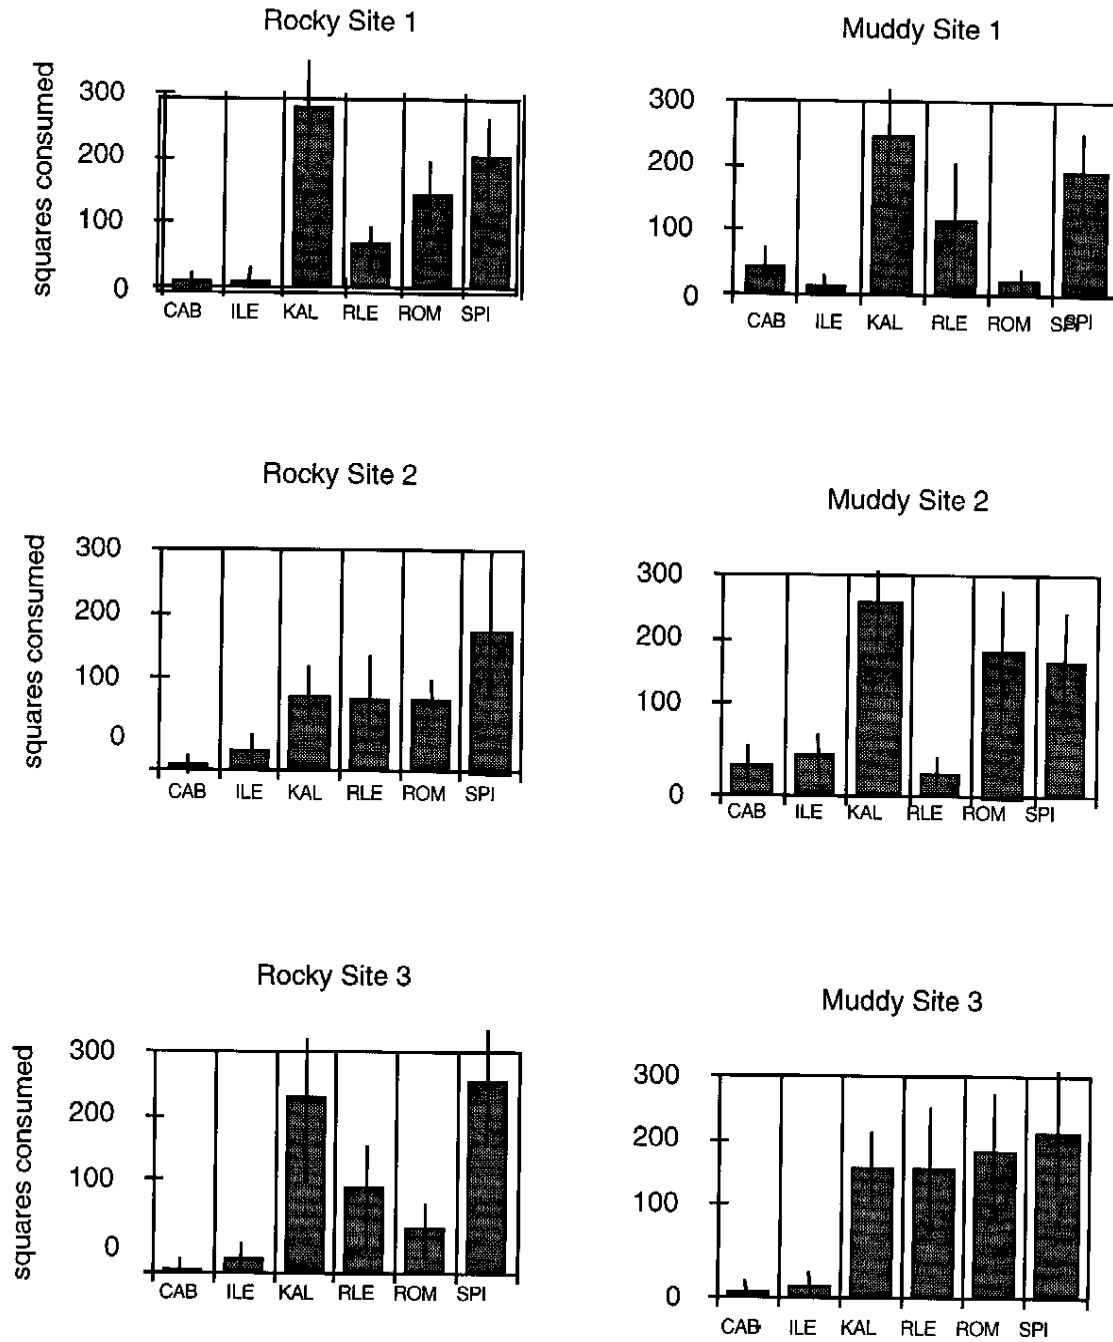 Rocky Site 1
squares consumed
300
200
100
0
CAB ILE KAL RLE ROM SPI
Muddy Site 1
300
200
100
0
CAB ILE KAL RLE ROM SPI SPI
Rocky Site 2
squares consumed
300
200
100
0
CAB ILE KAL RLE ROM SPI
Muddy Site 2
300
200
100
0
CAB ILE KAL RLE ROM SPI
Rocky Site 3
squares consumed
300
200
100
0
CAB ILE KAL RLE ROM SPI
Muddy Site 3
300
200
100
0
CAB ILE KAL RLE ROM SPI